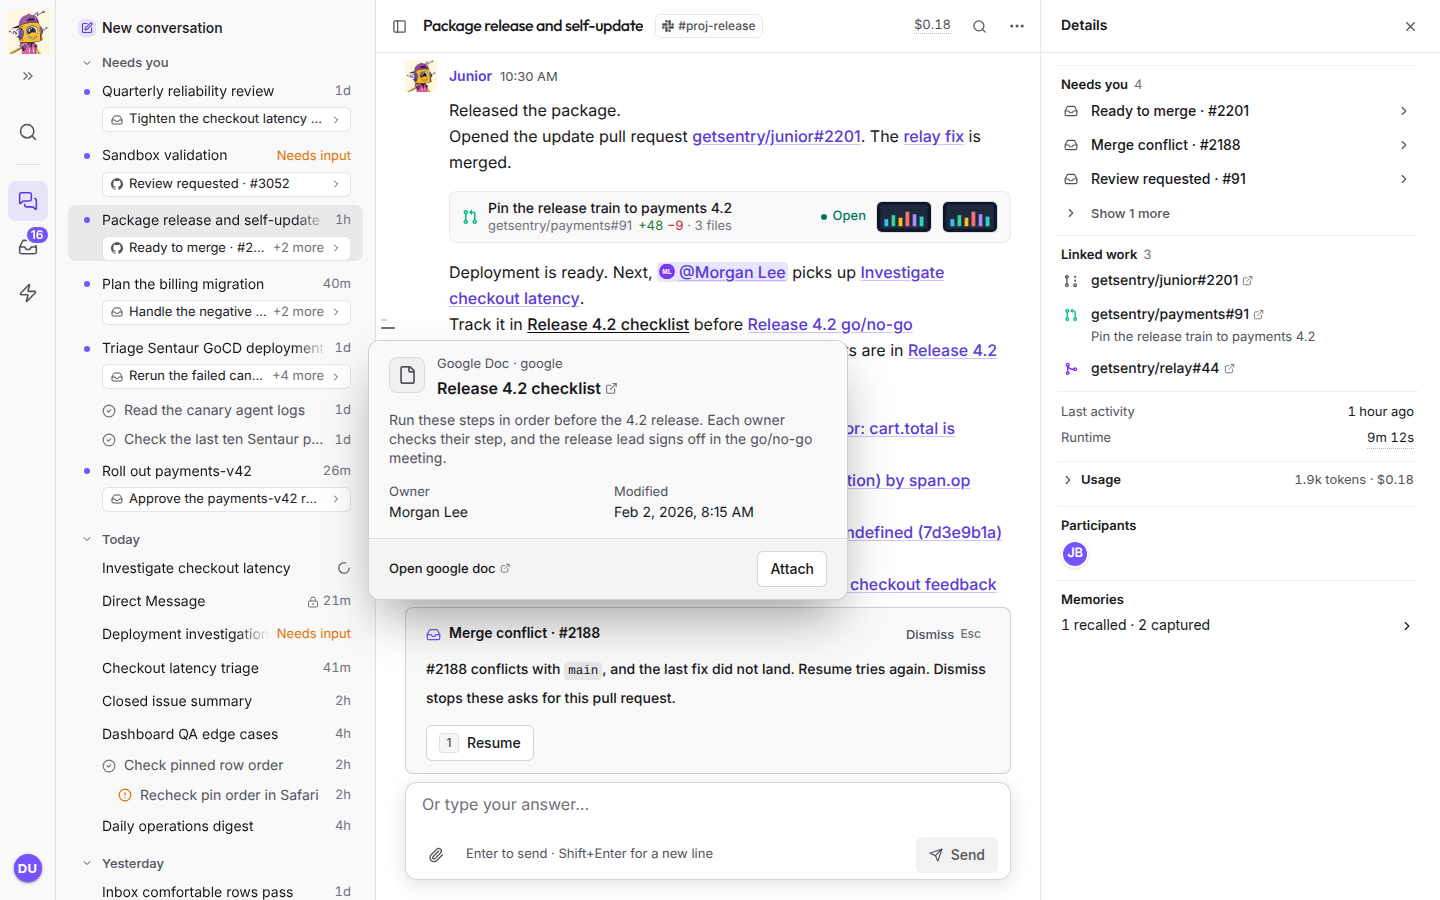 New conversation
Needs you
Quarterly reliability review 1d
Tighten the checkout latency ...
Sandbox validation Needs input
Review requested · #3052
Package release and self-update 1h
Ready to merge · #2... +2 more
Plan the billing migration 40m
Handle the negative ... +2 more
Triage Sentaur GoCD deployment 1d
Rerun the failed can... +4 more
Read the canary agent logs 1d
Check the last ten Sentaur p... 1d
Roll out payments-v42 26m
Approve the payments-v42 r...
Today
Investigate checkout latency
Direct Message 21m
Deployment investigation Needs input
Checkout latency triage 41m
Closed issue summary 2h
Dashboard QA edge cases 4h
Check pinned row order 2h
Recheck pin order in Safari 2h
Daily operations digest 4h
Yesterday
Inbox comfortable rows pass 1d
16
DU
Package release and self-update #proj-release $0.18
Junior 10:30 AM
Released the package.
Opened the update pull request getsentry/junior#2201. The relay fix is
merged.
Pin the release train to payments 4.2
getsentry/payments#91 +48 −9 · 3 files
Open
Deployment is ready. Next, ML @Morgan Lee picks up Investigate
checkout latency.
Track it in Release 4.2 checklist before Release 4.2 go/no-go
ts are in Release 4.2
or: cart.total is
tion) by span.op
ndefined (7d3e9b1a)
checkout feedback
Google Doc · google
Release 4.2 checklist
Run these steps in order before the 4.2 release. Each owner
checks their step, and the release lead signs off in the go/no-go
meeting.
Owner Modified
Morgan Lee Feb 2, 2026, 8:15 AM
Open google doc Attach
Merge conflict · #2188 Dismiss Esc
#2188 conflicts with main, and the last fix did not land. Resume tries again. Dismiss
stops these asks for this pull request.
1 Resume
Or type your answer...
Enter to send · Shift+Enter for a new line Send
Details
Needs you 4
Ready to merge · #2201
Merge conflict · #2188
Review requested · #91
Show 1 more
Linked work 3
getsentry/junior#2201
getsentry/payments#91
Pin the release train to payments 4.2
getsentry/relay#44
Last activity 1 hour ago
Runtime 9m 12s
Usage 1.9k tokens · $0.18
Participants
JB
Memories
1 recalled · 2 captured